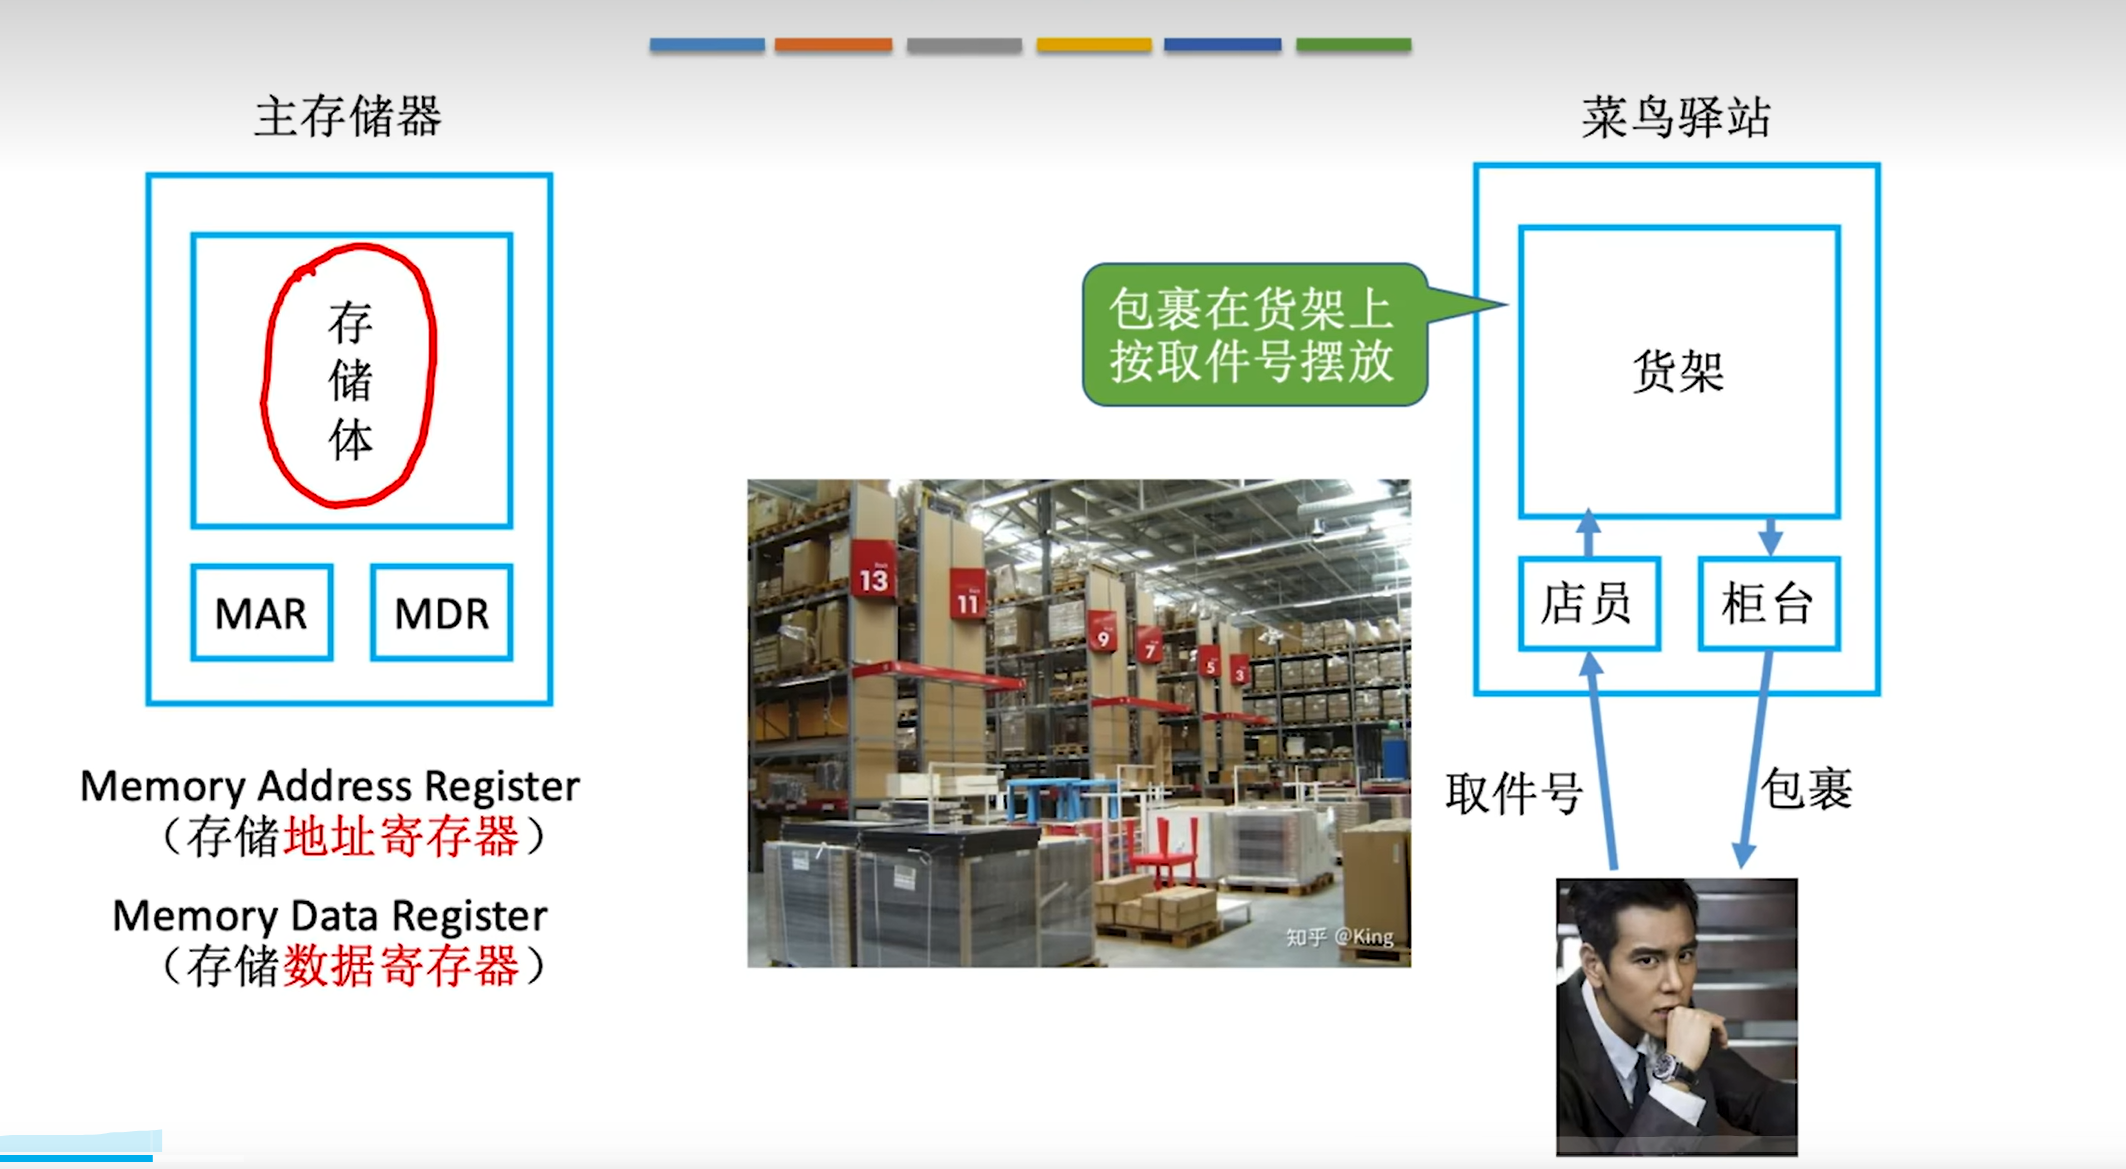 主存储器
存
储
体
MAR
MDR
Memory Address Register
（存储地址寄存器）
Memory Data Register
（存储数据寄存器）
包裹在货架上
按取件号摆放
13
11
9
7
5
3
知乎 @King
菜鸟驿站
货架
店员
柜台
取件号
包裹